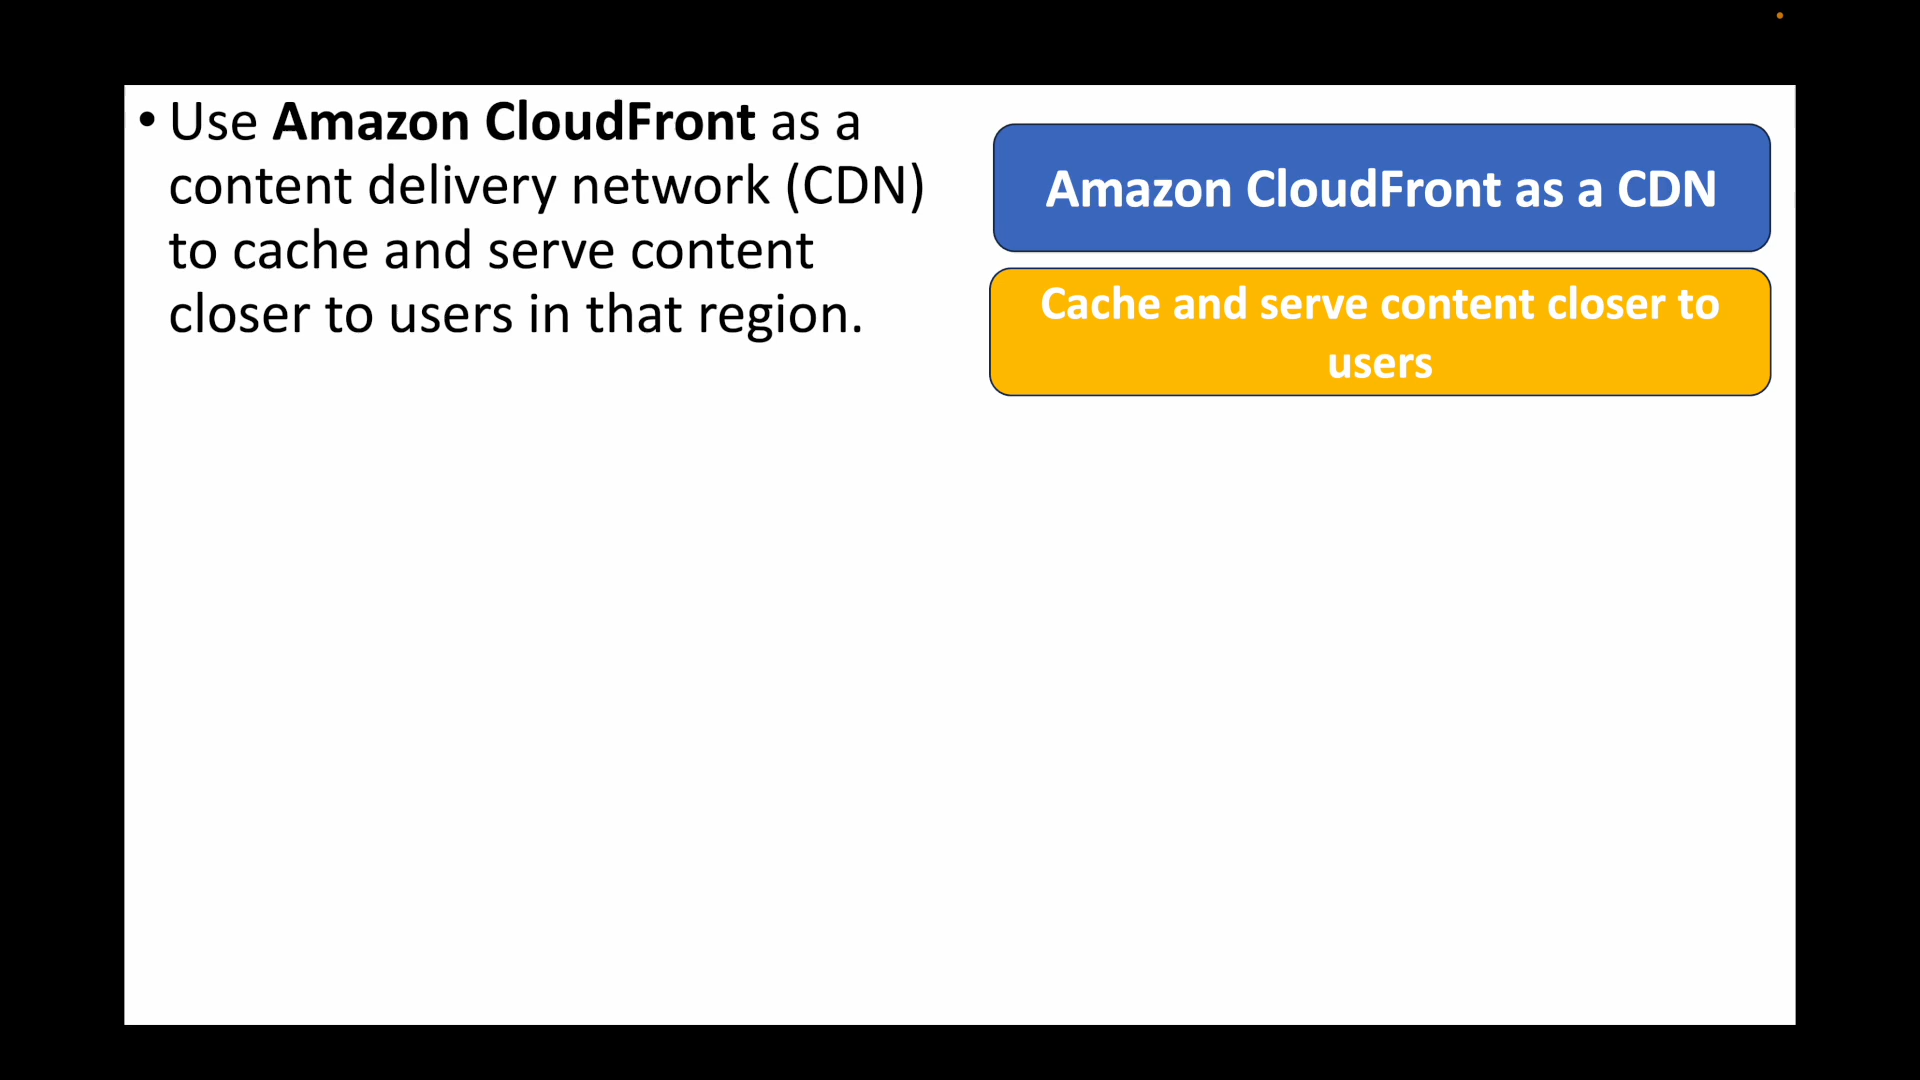 • Use Amazon CloudFront as a
content delivery network (CDN)
to cache and serve content
closer to users in that region.
Amazon CloudFront as a CDN
Cache and serve content closer to
users